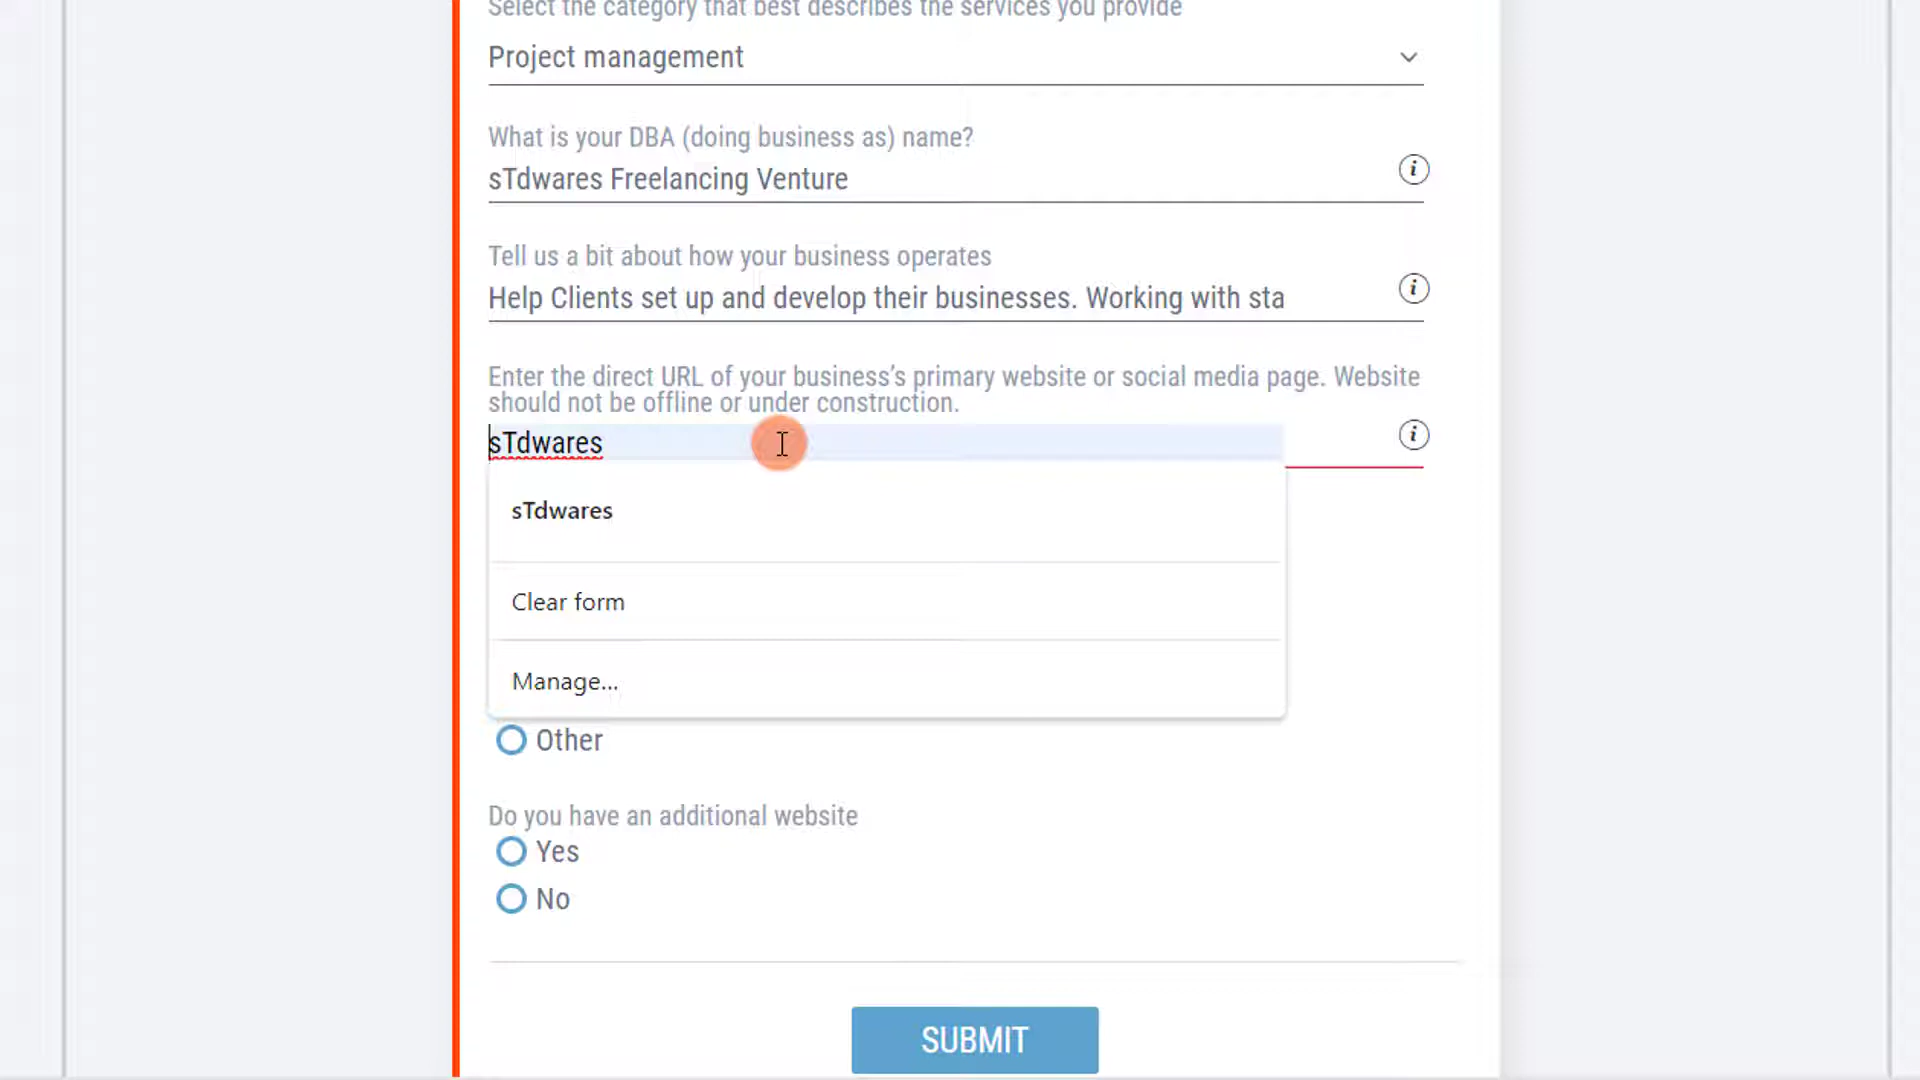 Select the category that best describes the services you provide
Project management
What is your DBA (doing business as) name?
sTdwares Freelancing Venture
Tell us a bit about how your business operates
Help Clients set up and develop their businesses. Working with sta
Enter the direct URL of your business’s primary website or social media page. Website
should not be offline or under construction.
sTdwares
sTdwares
Clear form
Manage...
Other
Do you have an additional website
Yes
No
SUBMIT